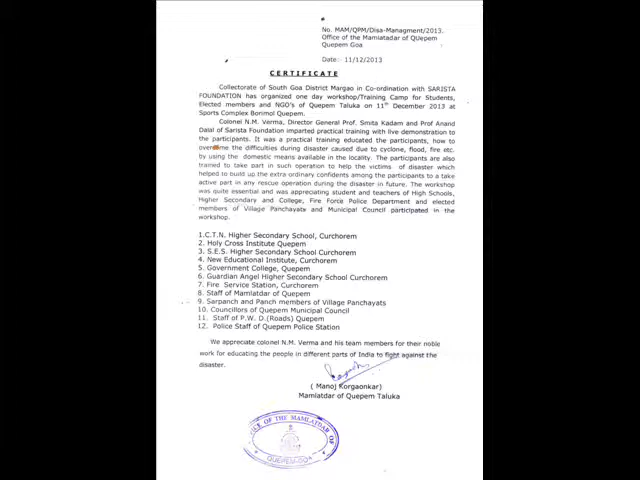 No. MAM/QPM/Disa-Managment/2013.
Office of the Mamlatadar of Quepem
Quepem Goa
Date: 11/12/2013
CERTIFICATE
Collectorate of South Goa District Margao in Co-ordination with SARISTA
FOUNDATION has organized one day workshop/Training Camp for Students,
Elected members and NGO's of Quepem Taluka on 11th December 2013 at
Sports Complex Borimol Quepem.
Colonel N.M. Verma, Director General Prof. Smita Kadam and Prof Anand
Dalal of Sarista Foundation imparted practical training with live demonstration to
the participants. It was a practical training educated the participants, how to
overcome the difficulties during disaster caused due to cyclone, flood, fire etc.
by using the domestic means available in the locality. The participants are also
trained to take part in such operation to help the victims of disaster which
helped to build up the extra ordinary confidents among the participants to a take
active part in any rescue operation during the disaster in future. The workshop
was quite essential and was appreciating student and teachers of High Schools,
Higher Secondary and College, Fire Force Police Department and elected
members of Village Panchayats and Municipal Council participated in the
workshop.
1.C.T.N. Higher Secondary School, Curchorem
2. Holy Cross Institute Quepem
3. S.E.S. Higher Secondary School Curchorem
4. New Educational Institute, Curchorem
5. Government College, Quepem
6. Guardian Angel Higher Secondary School Curchorem
7. Fire Service Station, Curchorem
8. Staff of Mamlatdar of Quepem
9. Sarpanch and Panch members of Village Panchayats
10. Councillors of Quepem Municipal Council
11. Staff of P.W. D.(Roads) Quepem
12. Police Staff of Quepem Police Station
We appreciate colonel N.M. Verma and his team members for their noble
work for educating the people in different parts of India to fight against the
disaster.
( Manoj Korgaonkar)
Mamlatdar of Quepem Taluka
OFFICE OF THE MAMLATDAR OF
QUEPEM-GOA